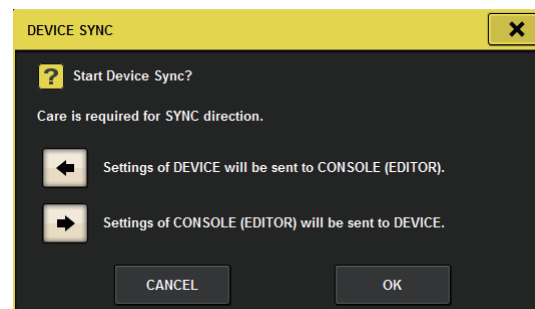 DEVICE SYNC
Start Device Sync?
Care is required for SYNC direction.
Settings of DEVICE will be sent to CONSOLE (EDITOR).
Settings of CONSOLE (EDITOR) will be sent to DEVICE.
CANCEL OK